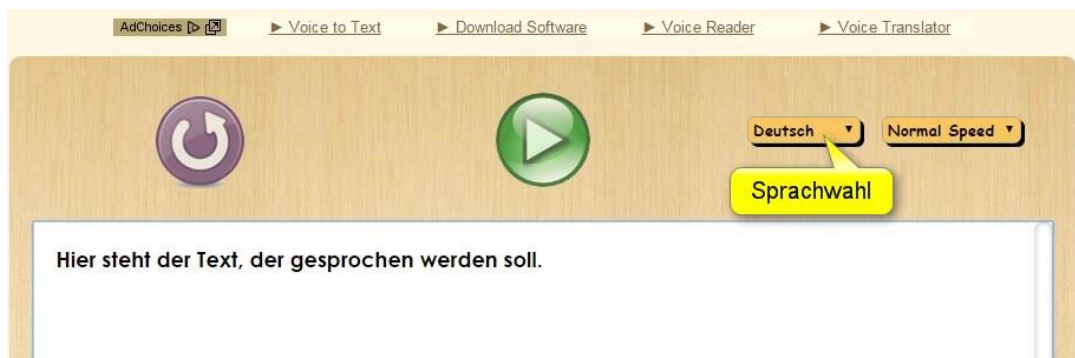 AdChoices
► Voice to Text ► Download Software ► Voice Reader ► Voice Translator
Deutsch ▼ Normal Speed ▼
Sprachwahl
Hier steht der Text, der gesprochen werden soll.